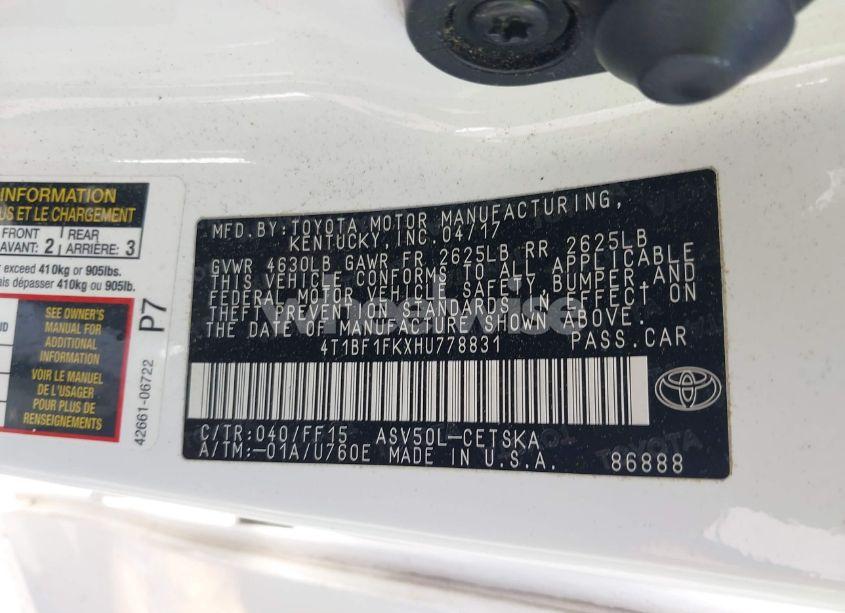 INFORMATION
US ET LE CHARGEMENT
FRONT
AVANT: 2
REAR
ARRIÈRE: 3
r exceed 410kg or 905lbs.
ais dépasser 410kg ou 905lb.
SEE OWNER'S
MANUAL FOR
ADDITIONAL
INFORMATION
VOIR LE MANUEL
DE L'USAGER
POUR PLUS DE
RENSEIGNEMENTS
P7
42661-06722
MFD. BY: TOYOTA MOTOR MANUFACTURING,
KENTUCKY, INC. 04/17
GVWR 4630LB GAWR FR 2625LB RR 2625LB
THIS VEHICLE CONFORMS TO ALL APPLICABLE
FEDERAL MOTOR VEHICLE SAFETY, BUMPER AND
THEFT PREVENTION STANDARDS IN EFFECT ON
THE DATE OF MANUFACTURE SHOWN ABOVE.
4T1BF1FKXHU778831 PASS.CAR
C/TR: 040/FF15 ASV50L-CETSKA
A/TM:-01A/U760E MADE IN U.S.A. 86888